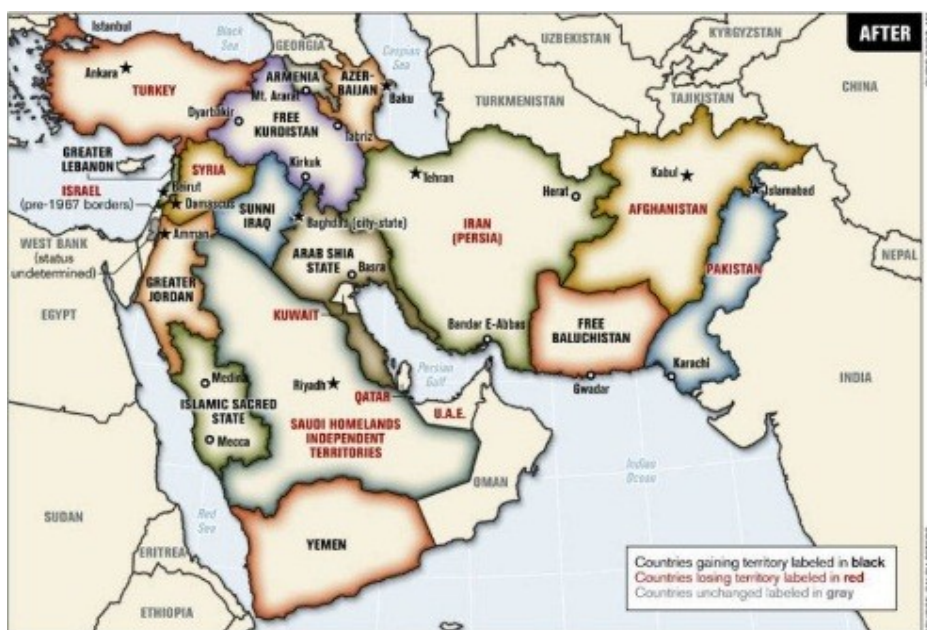 AFTER
Istanbul
Black
Sea
GEORGIA
Caspian
Sea
UZBEKISTAN
KYRGYZSTAN
Ankara
TURKEY
ARMENIA
Mt. Ararat
AZER-
BAIJAN
Baku
TURKMENISTAN
TAJIKISTAN
CHINA
Dyarbakir
FREE
KURDISTAN
Tabriz
GREATER
LEBANON
SYRIA
Kirkuk
Tehran
Herat
Kabul
Islamabad
ISRAEL
(pre-1967 borders)
Beirut
Damascus
SUNNI
IRAQ
Baghdad (city-state)
IRAN
(PERSIA)
AFGHANISTAN
WEST BANK
(status
undetermined)
Amman
ARAB SHIA
STATE
Basra
PAKISTAN
NEPAL
GREATER
JORDAN
EGYPT
KUWAIT
Bandar E-Abbas
FREE
BALUCHISTAN
Karachi
INDIA
Medina
Riyadh
Persian
Gulf
Gwadar
ISLAMIC SACRED
STATE
QATAR
U.A.E.
Mecca
SAUDI HOMELANDS
INDEPENDENT
TERRITORIES
OMAN
Indian
Ocean
SUDAN
Red
Sea
YEMEN
ERITREA
ETHIOPIA
Countries gaining territory labeled in black
Countries losing territory labeled in red
Countries unchanged labeled in gray